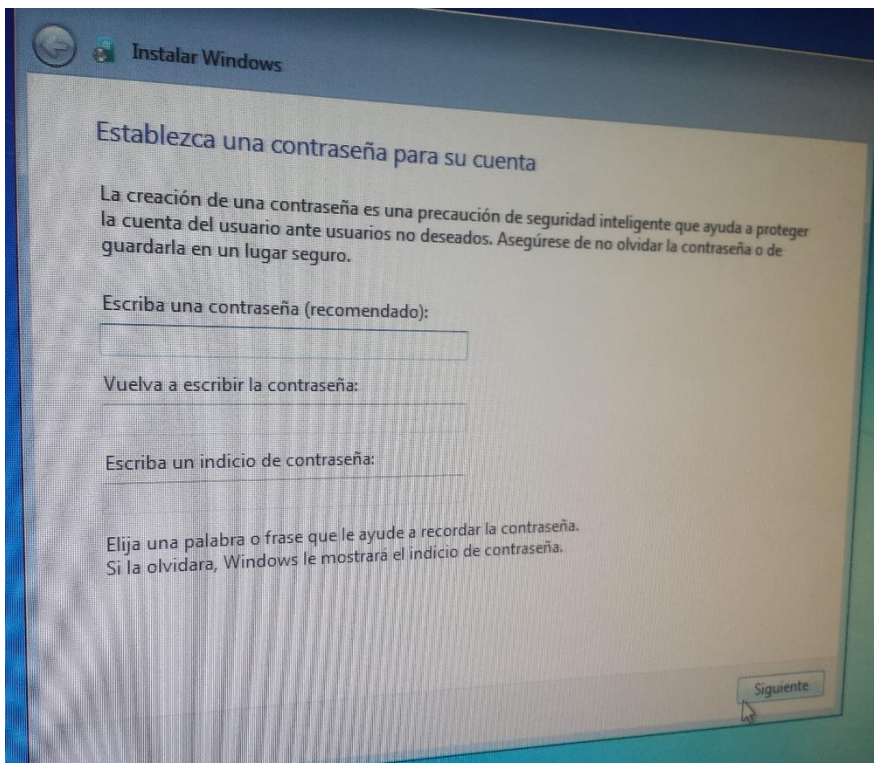 Instalar Windows
Establezca una contraseña para su cuenta
La creación de una contraseña es una precaución de seguridad inteligente que ayuda a proteger
la cuenta del usuario ante usuarios no deseados. Asegúrese de no olvidar la contraseña o de
guardarla en un lugar seguro.
Escriba una contraseña (recomendado):
Vuelva a escribir la contraseña:
Escriba un indicio de contraseña:
Elija una palabra o frase que le ayude a recordar la contraseña.
Si la olvidara, Windows le mostrará el indicio de contraseña.
Siguiente